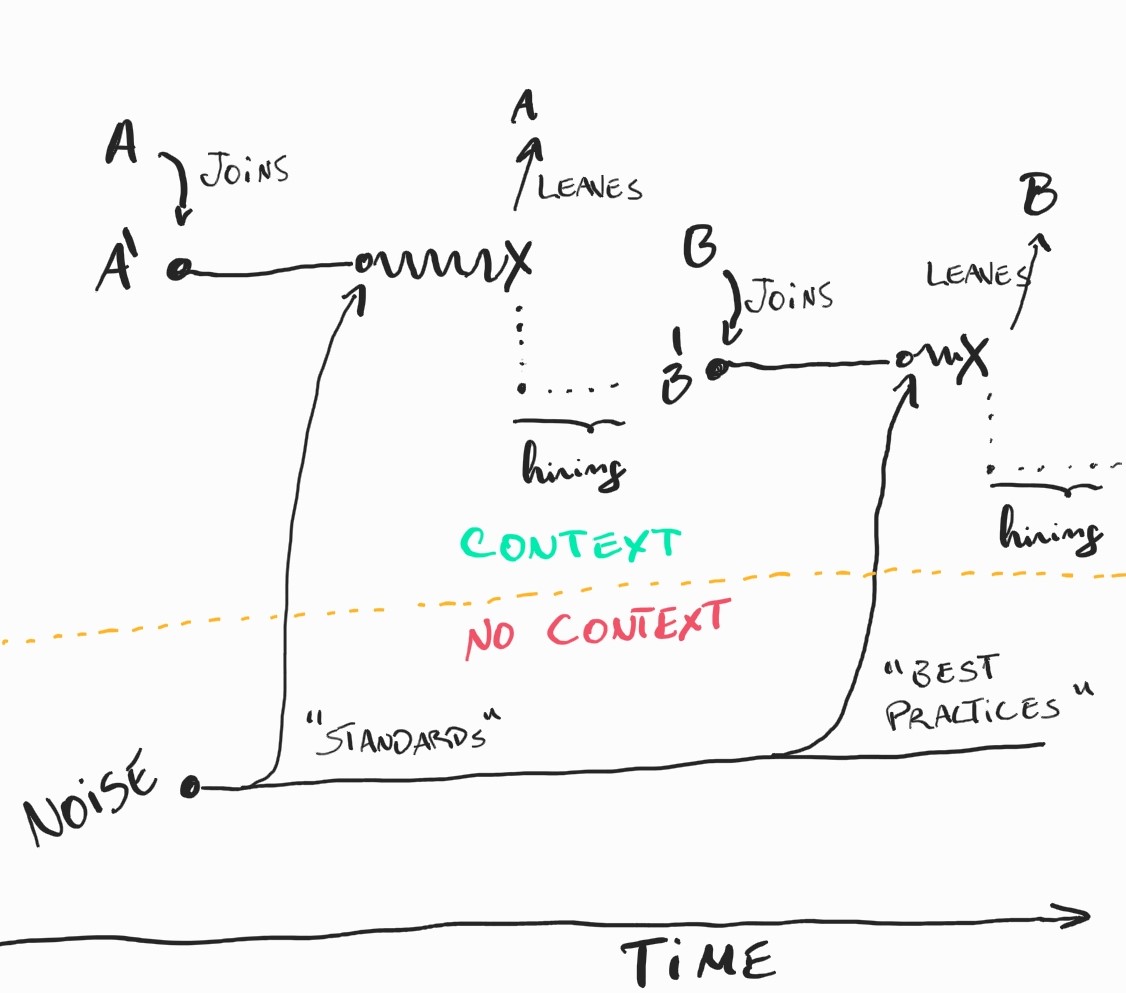 A
JOINS
A'
A
LEAVES
B
JOINS
B'
B
LEAVES
hiring
hiring
CONTEXT
NO CONTEXT
"STANDARDS"
"BEST
PRACTICES"
NOISE
TIME